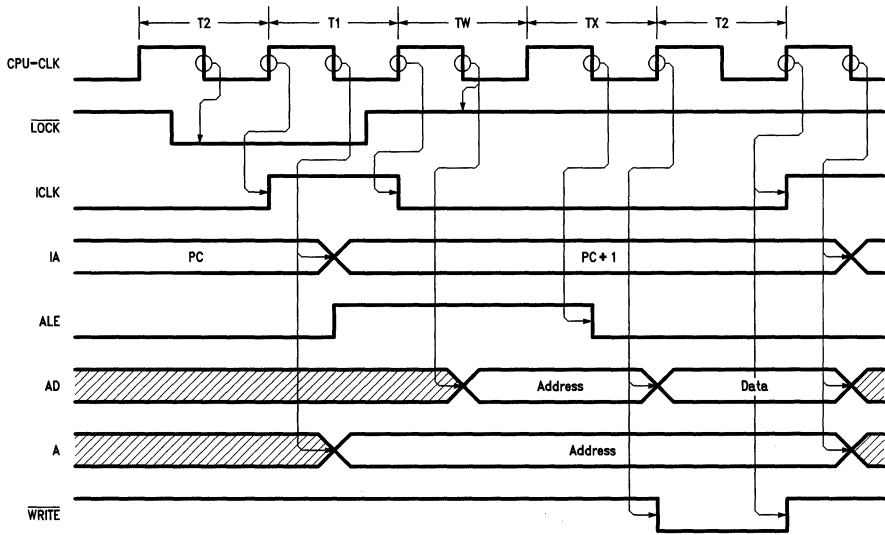 T2 T1 TW TX T2
CPU-CLK
LOCK
ICLK
IA PC PC + 1
ALE
AD Address Data
A Address
WRITE